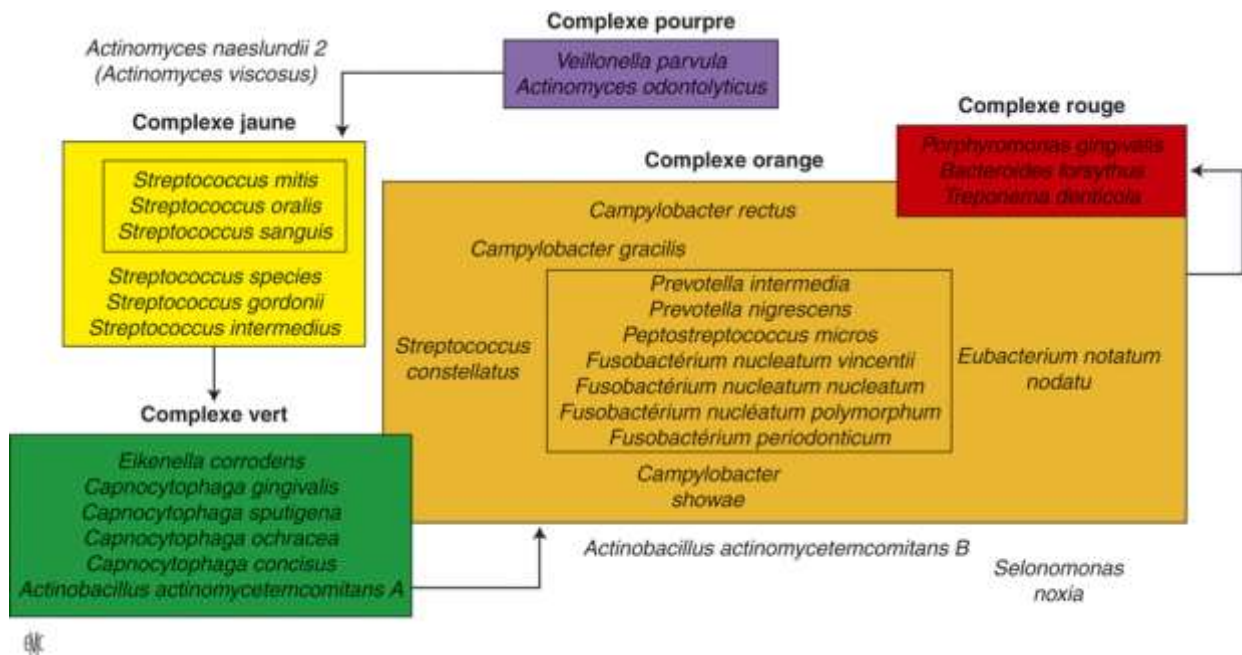 Complexe pourpre
Veillonella parvula
Actinomyces odontolyticus
Actinomyces naeslundii 2
(Actinomyces viscosus)
Complexe jaune
Streptococcus mitis
Streptococcus oralis
Streptococcus sanguis
Streptococcus species
Streptococcus gordonii
Streptococcus intermedius
Complexe vert
Eikenella corrodens
Capnocytophaga gingivalis
Capnocytophaga sputigena
Capnocytophaga ochracea
Capnocytophaga concisus
Actinobacillus actinomycetemcomitans A
Complexe orange
Campylobacter rectus
Campylobacter gracilis
Prevotella intermedia
Prevotella nigrescens
Peptostreptococcus micros
Fusobactérium nucleatum vincentii
Fusobactérium nucleatum nucleatum
Fusobactérium nucléatum polymorphum
Fusobactérium periodonticum
Streptococcus
constellatus
Eubacterium notatum
nodatu
Campylobacter
showae
Complexe rouge
Porphyromonas gingivalis
Bacteroides forsythus
Treponema denticola
Actinobacillus actinomycetemcomitans B
Selonomonas
noxia
EMC